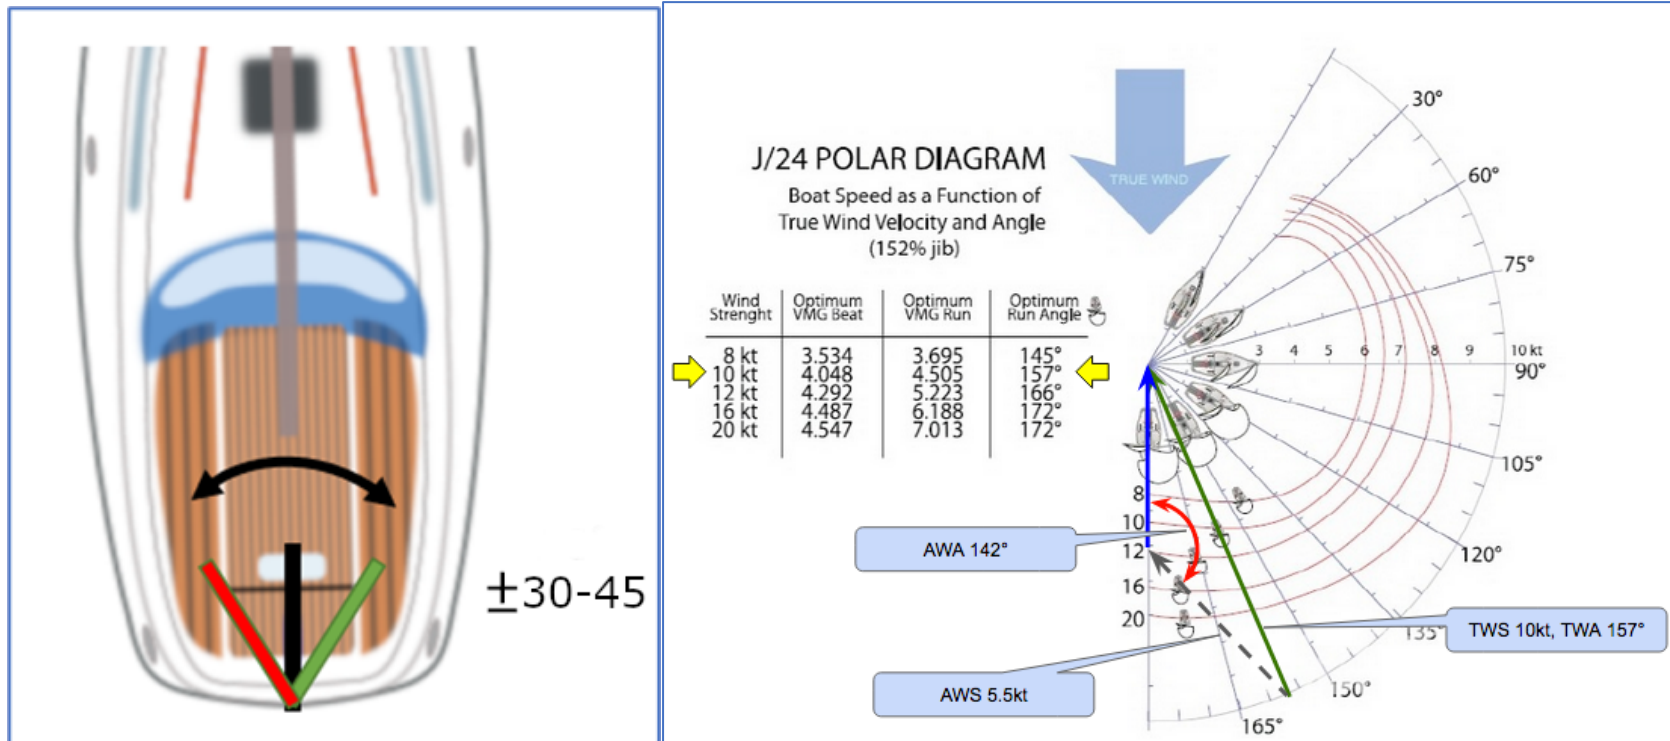 ±30-45
J/24 POLAR DIAGRAM
Boat Speed as a Function of
True Wind Velocity and Angle
(152% jib)
TRUE WIND
Wind Strenght Optimum VMG Beat Optimum VMG Run Optimum Run Angle
8 kt 3.534 3.695 145°
10 kt 4.048 4.505 157°
12 kt 4.292 5.223 166°
16 kt 4.487 6.188 172°
20 kt 4.547 7.013 172°
30°
60°
75°
3 4 5 6 7 8 9 10 kt
90°
105°
120°
135°
150°
165°
8
10
12
16
20
AWA 142°
TWS 10kt, TWA 157°
AWS 5.5kt